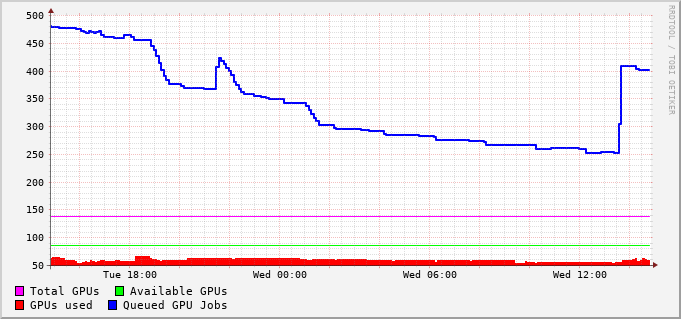 500
450
400
350
300
250
200
150
100
50
Tue 18:00 Wed 00:00 Wed 06:00 Wed 12:00
Total GPUs Available GPUs
GPUs used Queued GPU Jobs
RRDTOOL / TOBI OETIKER